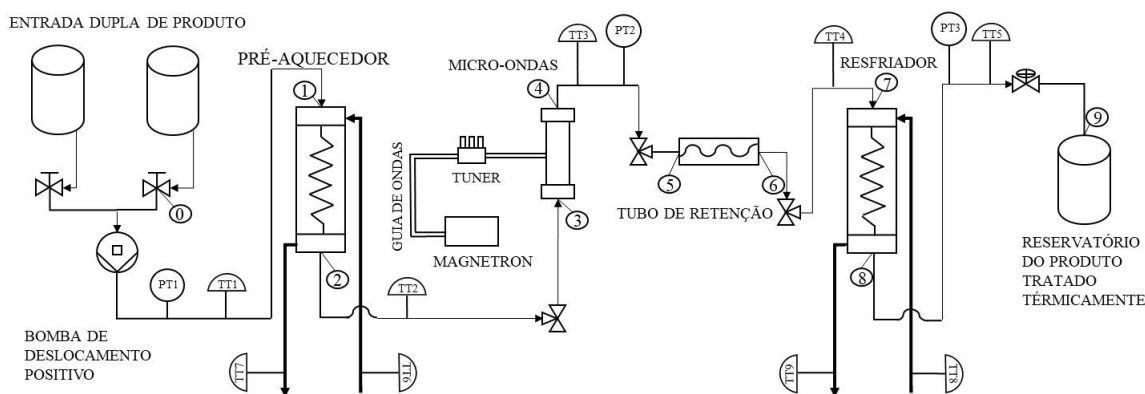 ENTRADA DUPLA DE PRODUTO
PRÉ-AQUECEDOR
1
MICRO-ONDAS
4
TT3
PT2
TT4
RESFRIADOR
7
PT3
TT5
9
0
GUIA DE ONDAS
TUNER
MAGNETRON
3
5
6
TUBO DE RETENÇÃO
RESERVATÓRIO
DO PRODUTO
TRATADO
TÉRMICAMENTE
PT1
TT1
2
TT2
8
BOMBA DE
DESLOCAMENTO
POSITIVO
TT7
TT6
TT9
TT8